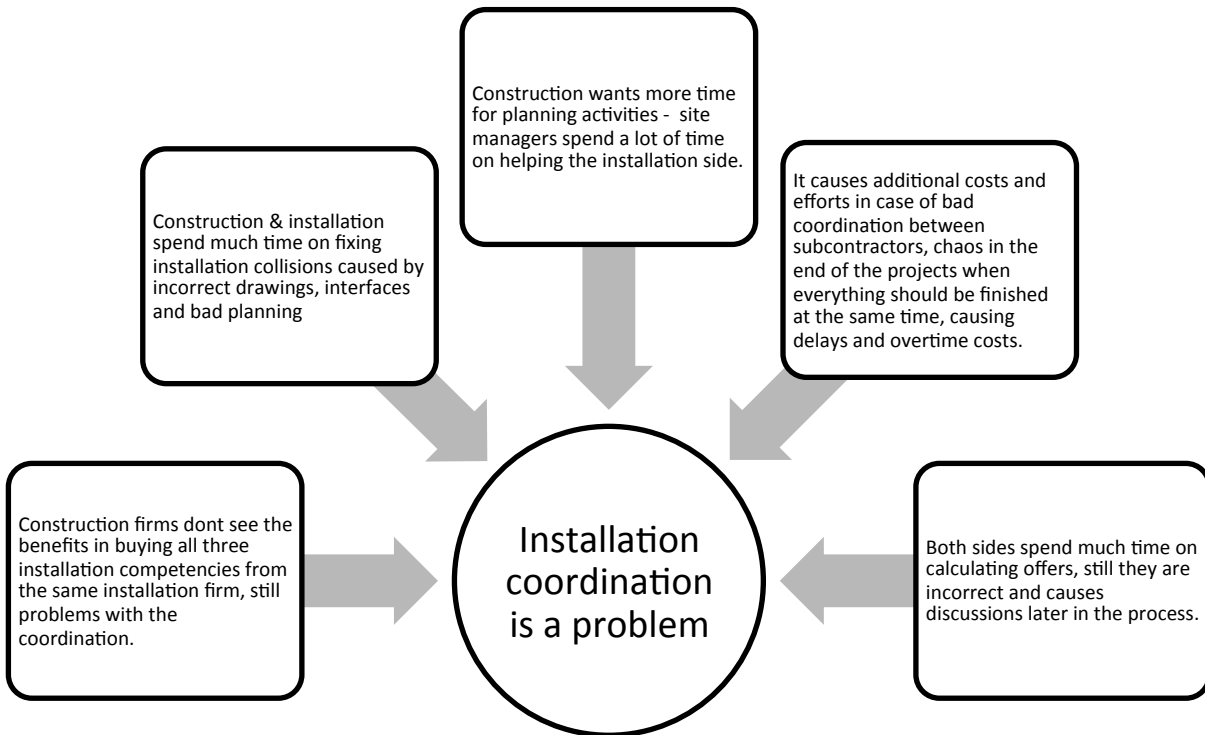 Construction wants more time
for planning activities -  site
managers spend a lot of time
on helping the installation side.
Construction & installation
spend much time on fixing
installation collisions caused by
incorrect drawings, interfaces
and bad planning
It causes additional costs and
efforts in case of bad
coordination between
subcontractors, chaos in the
end of the projects when
everything should be finished
at the same time, causing
delays and overtime costs.
Construction firms dont see the
benefits in buying all three
installation competencies from
the same installation firm, still
problems with the
coordination.
Installation
coordination
is a problem
Both sides spend much time on
calculating offers, still they are
incorrect and causes
discussions later in the process.